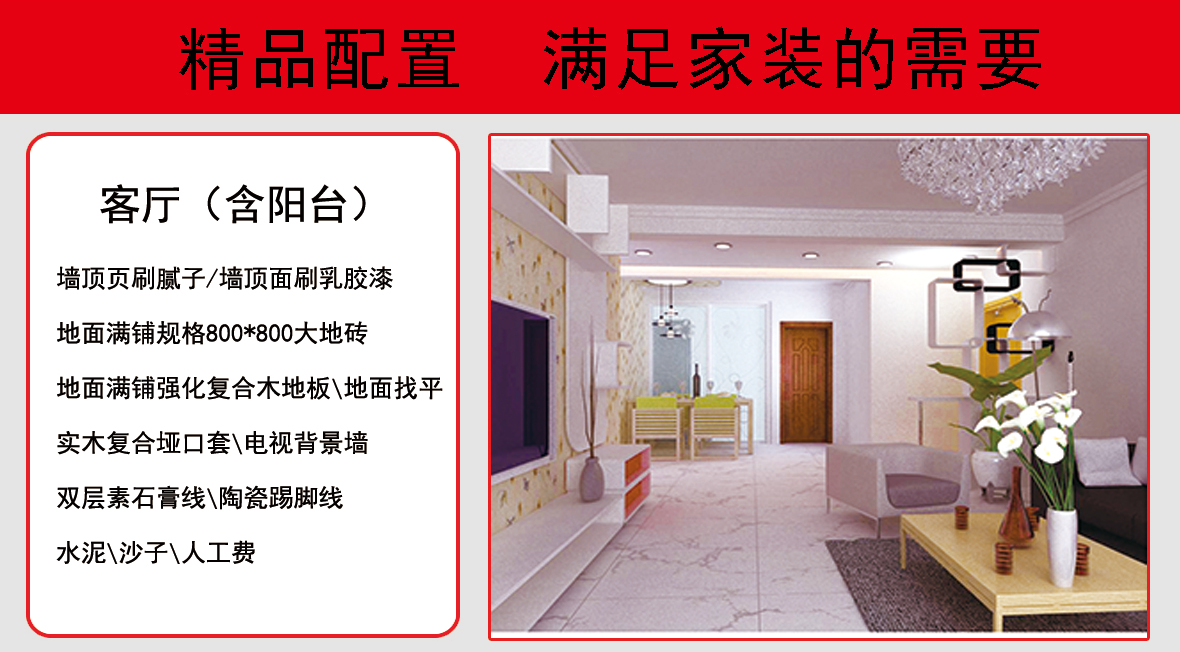 精品配置 满足家装的需要
客厅（含阳台）
墙顶页刷腻子/墙顶面刷乳胶漆
地面满铺规格800*800大地砖
地面满铺强化复合木地板\地面找平
实木复合垭口套\电视背景墙
双层素石膏线\陶瓷踢脚线
水泥\沙子\人工费